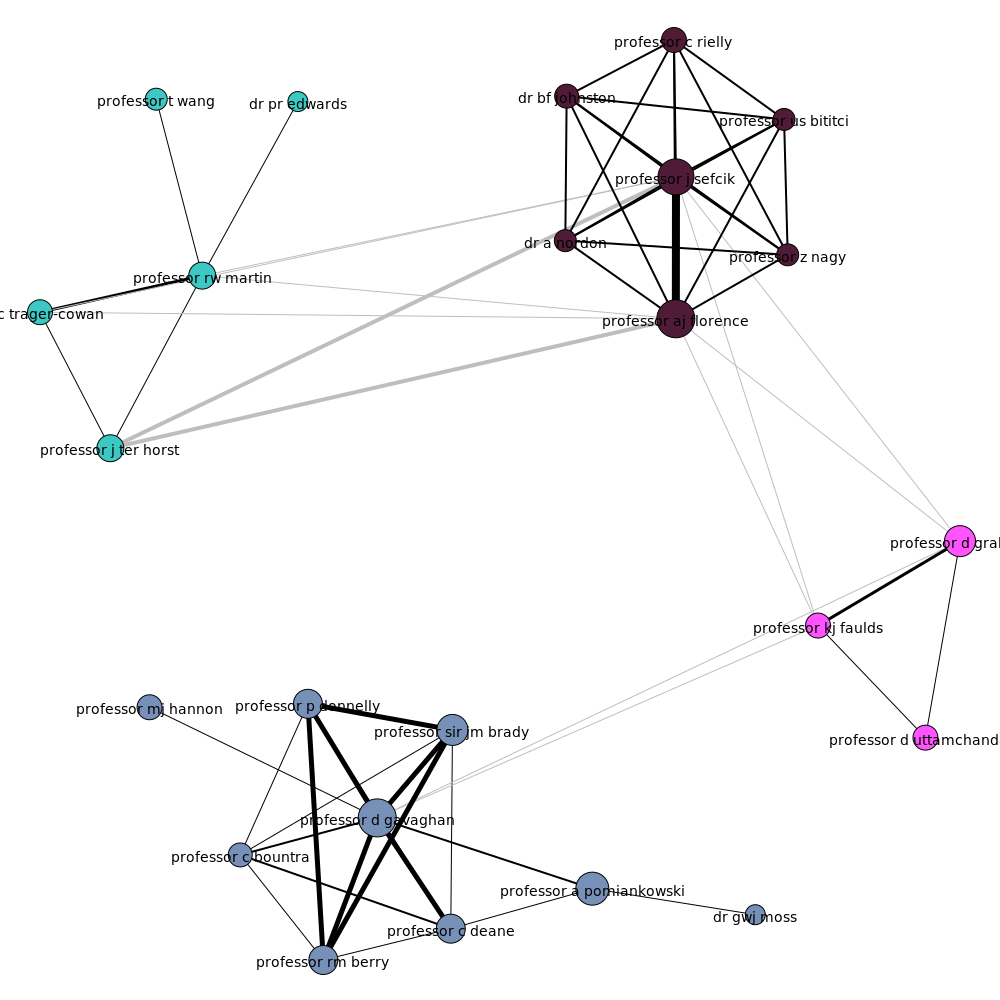 professor c rielly
dr bf johnston
professor t wang
dr pr edwards
professor us bititci
professor j sefcik
dr a nordon
professor z nagy
professor rw martin
c trager-cowan
professor aj florence
professor j ter horst
professor d gra
professor kj faulds
professor mj hannon
professor p donnelly
professor sir jm brady
professor d uttamchand
professor d gavaghan
professor c bountra
professor a pomiankowski
dr gwj moss
professor c deane
professor rm berry